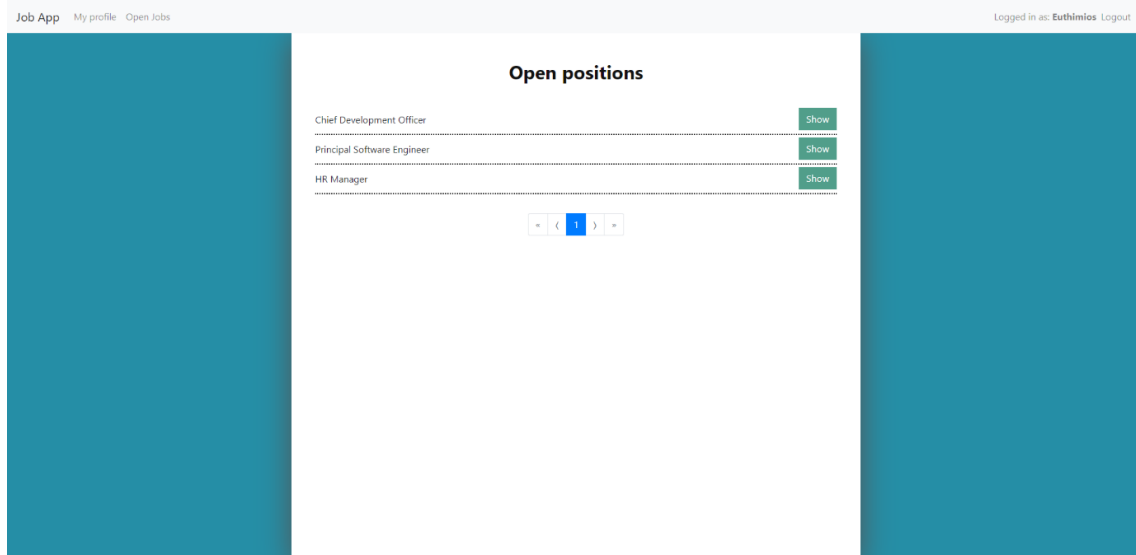 Job App My profile Open Jobs Logged in as: Euthimios Logout
Open positions
Chief Development Officer Show
Principal Software Engineer Show
HR Manager Show
« ⟨ 1 ⟩ »